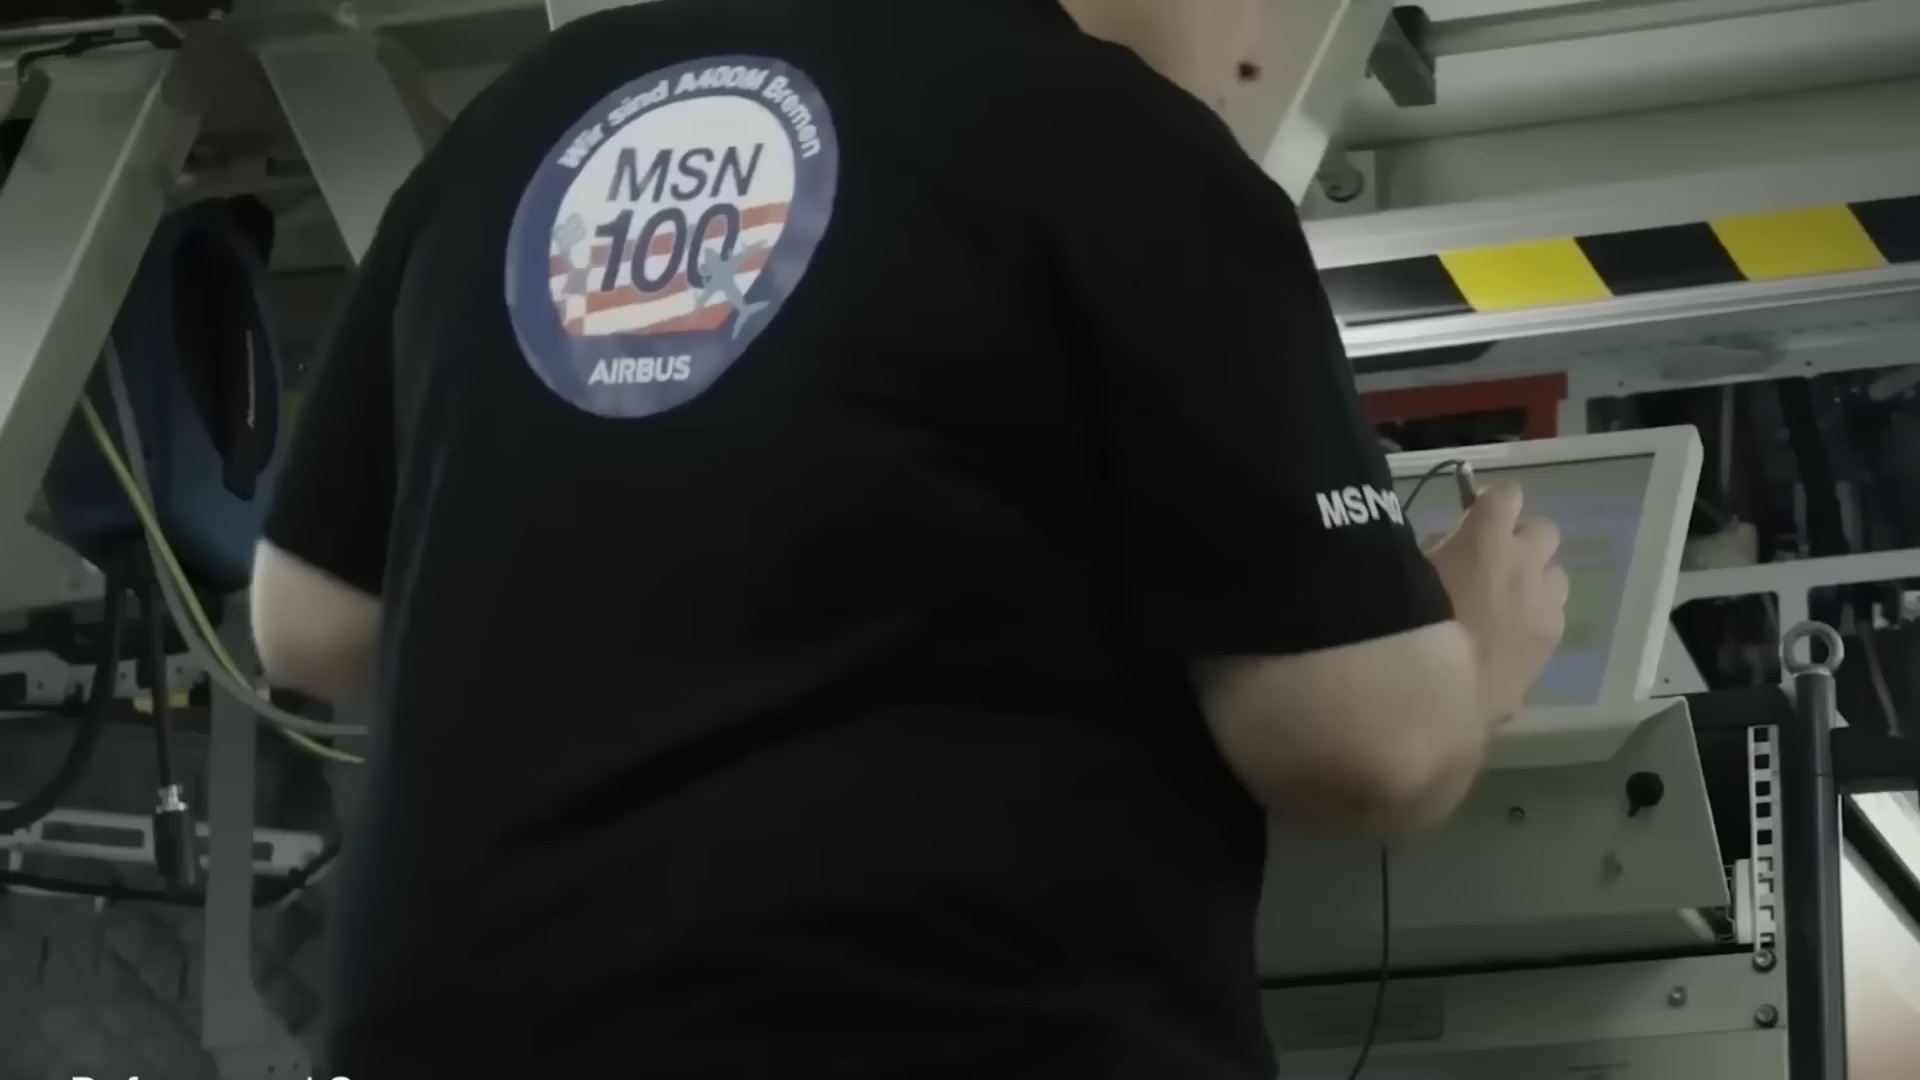 Wir sind A400M Bremen
MSN
100
AIRBUS
MSN